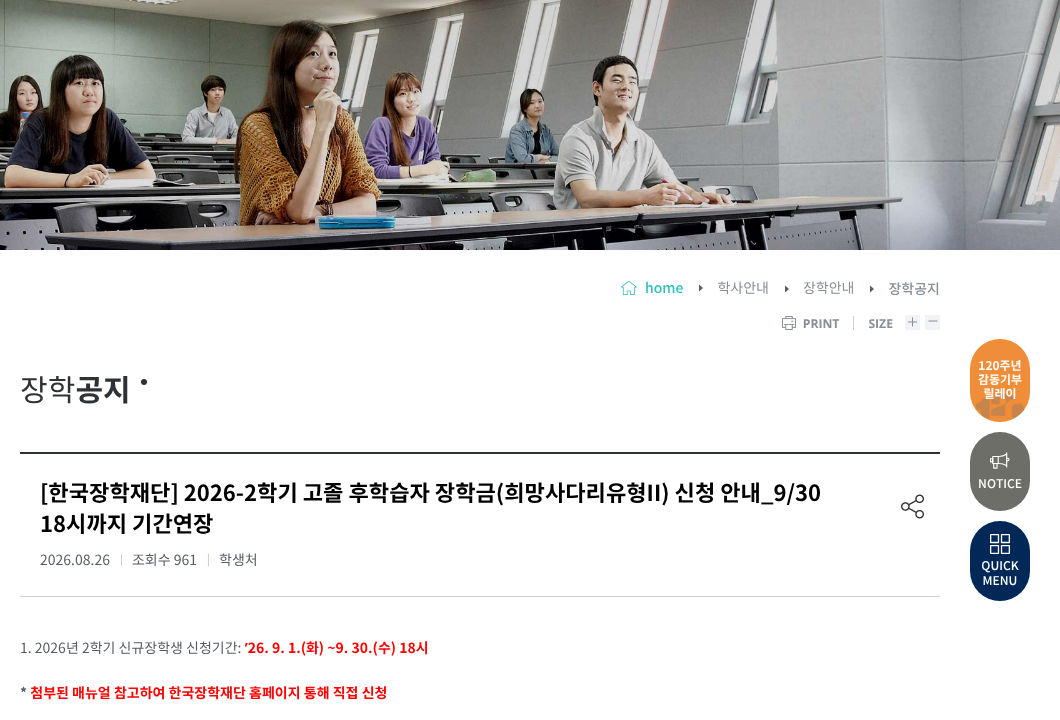 home 학사안내 장학안내 장학공지
PRINT SIZE + −
120주년
감동기부
릴레이
장학공지
NOTICE
[한국장학재단] 2026-2학기 고졸 후학습자 장학금(희망사다리유형II) 신청 안내_9/30
18시까지 기간연장
QUICK
MENU
2026.08.26 조회수 961 학생처
1. 2026년 2학기 신규장학생 신청기간: '26. 9. 1.(화) ~9. 30.(수) 18시
* 첨부된 매뉴얼 참고하여 한국장학재단 홈페이지 통해 직접 신청